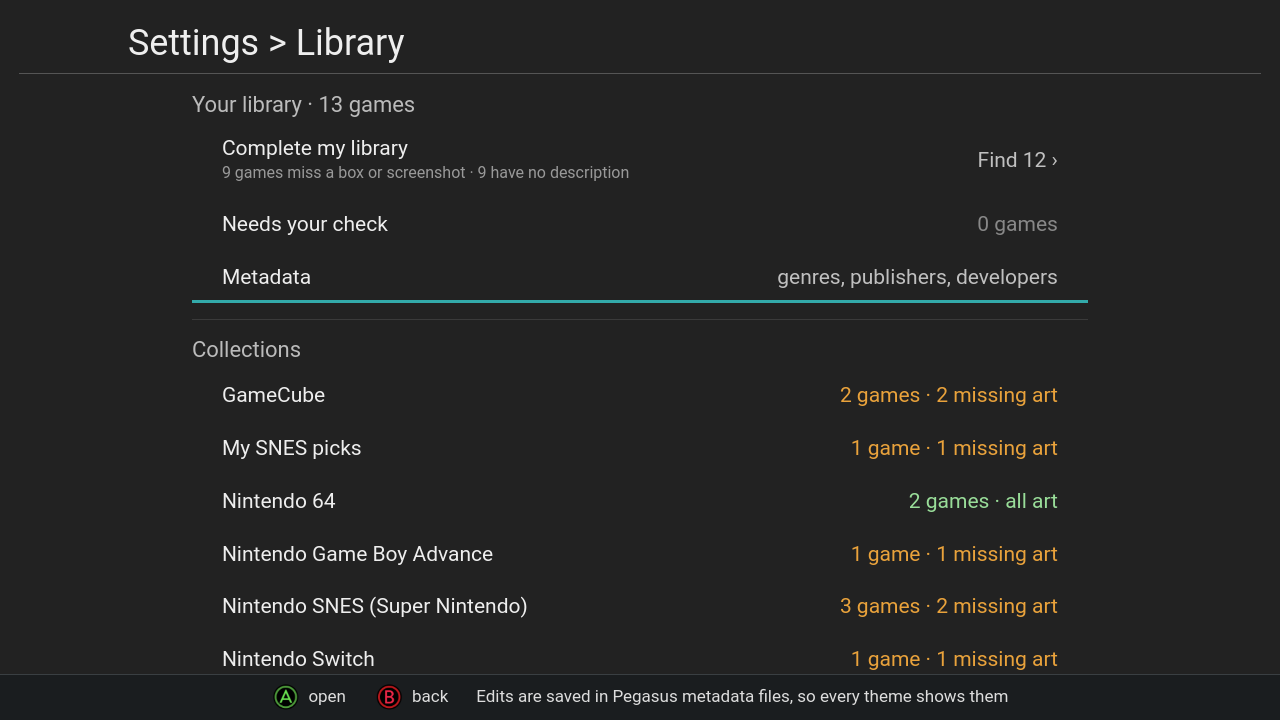 Settings > Library
Your library · 13 games
Complete my library
9 games miss a box or screenshot · 9 have no description
Find 12 ›
Needs your check
0 games
Metadata
genres, publishers, developers
Collections
GameCube
2 games · 2 missing art
My SNES picks
1 game · 1 missing art
Nintendo 64
2 games · all art
Nintendo Game Boy Advance
1 game · 1 missing art
Nintendo SNES (Super Nintendo)
3 games · 2 missing art
Nintendo Switch
1 game · 1 missing art
A open B back Edits are saved in Pegasus metadata files, so every theme shows them